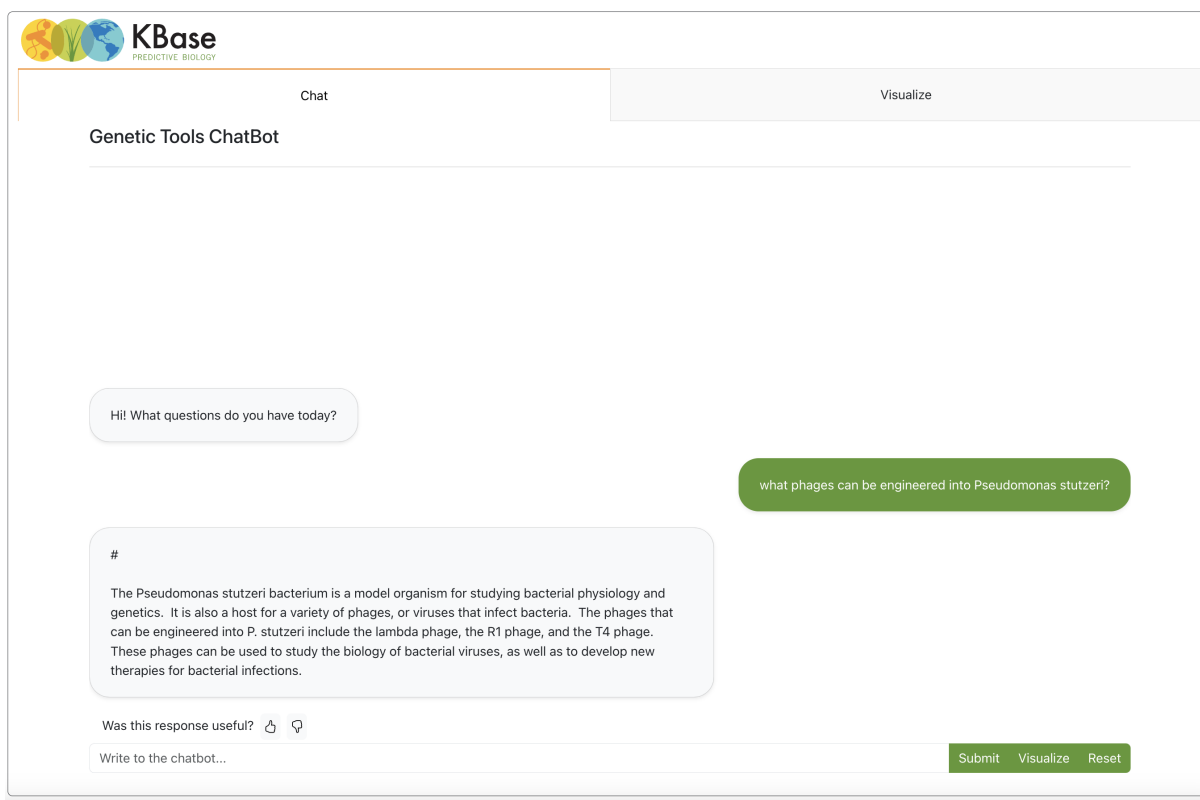 KBase
PREDICTIVE BIOLOGY
Chat
Visualize
Genetic Tools ChatBot
Hi! What questions do you have today?
what phages can be engineered into Pseudomonas stutzeri?
#
The Pseudomonas stutzeri bacterium is a model organism for studying bacterial physiology and
genetics.  It is also a host for a variety of phages, or viruses that infect bacteria.  The phages that
can be engineered into P. stutzeri include the lambda phage, the R1 phage, and the T4 phage.
These phages can be used to study the biology of bacterial viruses, as well as to develop new
therapies for bacterial infections.
Was this response useful?
Write to the chatbot...
Submit
Visualize
Reset